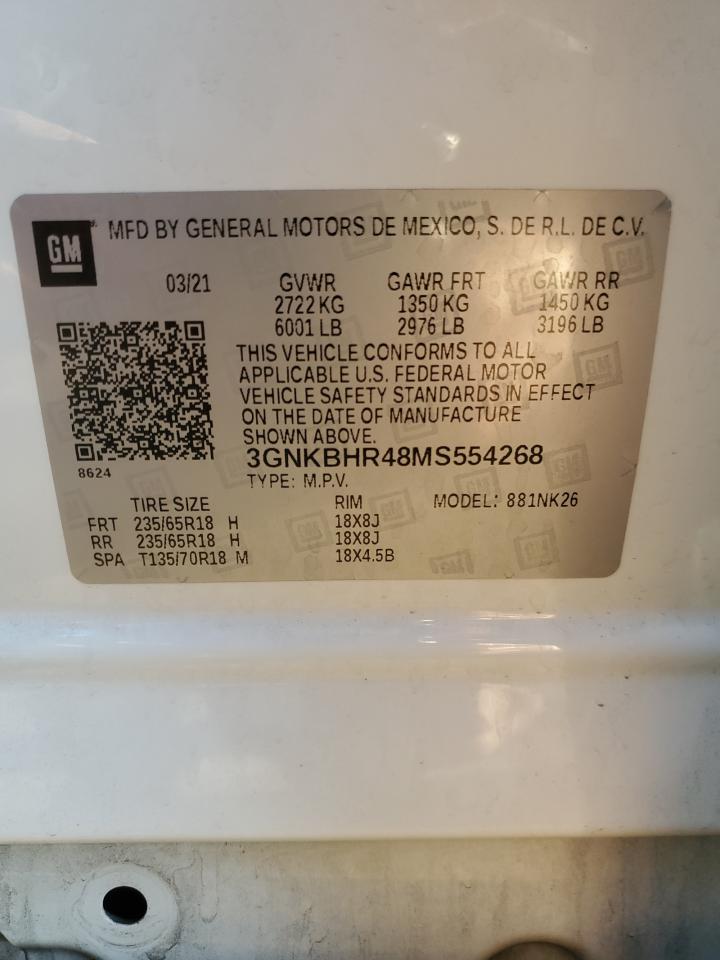 GM
MFD BY GENERAL MOTORS DE MEXICO, S. DE R.L. DE C.V.
03/21 GVWR GAWR FRT GAWR RR
2722 KG 1350 KG 1450 KG
6001 LB 2976 LB 3196 LB
THIS VEHICLE CONFORMS TO ALL
APPLICABLE U.S. FEDERAL MOTOR
VEHICLE SAFETY STANDARDS IN EFFECT
ON THE DATE OF MANUFACTURE
SHOWN ABOVE.
8624
3GNKBHR48MS554268
TYPE: M.P.V.
TIRE SIZE RIM MODEL: 881NK26
FRT 235/65R18 H 18X8J
RR 235/65R18 H 18X8J
SPA T135/70R18 M 18X4.5B